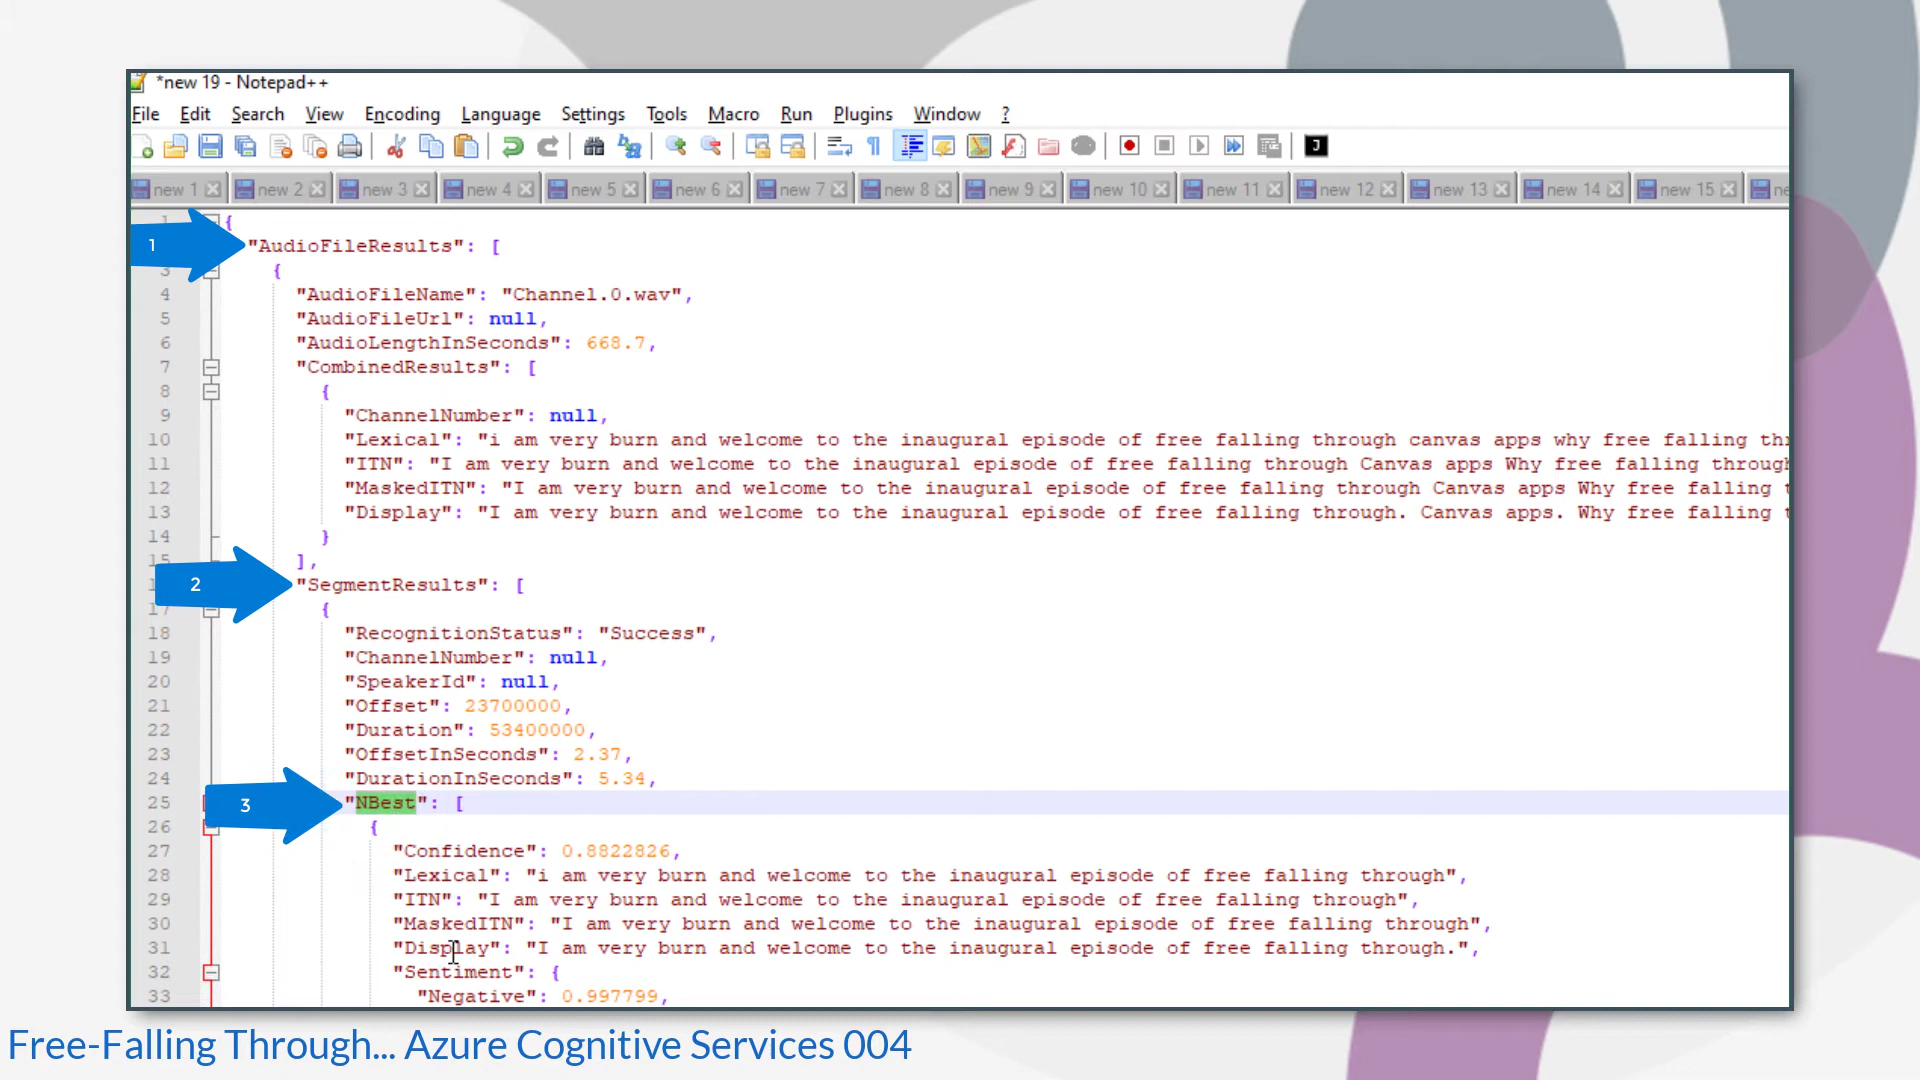 *new 19 - Notepad++
File Edit Search View Encoding Language Settings Tools Macro Run Plugins Window ?
J
new 1 new 2 new 3 new 4 new 5 new 6 new 7 new 8 new 9 new 10 new 11 new 12 new 13 new 14 new 15 ne
1 {
1 "AudioFileResults": [
3 {
4 "AudioFileName": "Channel.0.wav",
5 "AudioFileUrl": null,
6 "AudioLengthInSeconds": 668.7,
7 "CombinedResults": [
8 {
9 "ChannelNumber": null,
10 "Lexical": "i am very burn and welcome to the inaugural episode of free falling through canvas apps why free falling th
11 "ITN": "I am very burn and welcome to the inaugural episode of free falling through Canvas apps Why free falling through
12 "MaskedITN": "I am very burn and welcome to the inaugural episode of free falling through Canvas apps Why free falling t
13 "Display": "I am very burn and welcome to the inaugural episode of free falling through. Canvas apps. Why free falling t
14 }
15 ],
2 "SegmentResults": [
17 {
18 "RecognitionStatus": "Success",
19 "ChannelNumber": null,
20 "SpeakerId": null,
21 "Offset": 23700000,
22 "Duration": 53400000,
23 "OffsetInSeconds": 2.37,
24 "DurationInSeconds": 5.34,
25 3 "NBest": [
26 {
27 "Confidence": 0.8822826,
28 "Lexical": "i am very burn and welcome to the inaugural episode of free falling through",
29 "ITN": "I am very burn and welcome to the inaugural episode of free falling through",
30 "MaskedITN": "I am very burn and welcome to the inaugural episode of free falling through",
31 "Display": "I am very burn and welcome to the inaugural episode of free falling through.",
32 "Sentiment": {
33 "Negative": 0.997799,
Free-Falling Through... Azure Cognitive Services 004